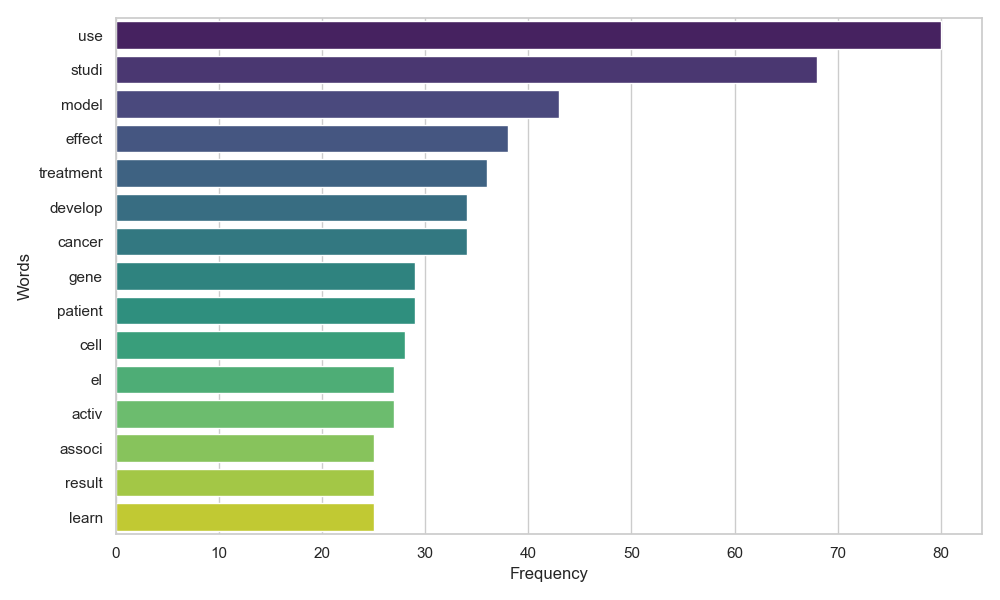 use
studi
model
effect
treatment
develop
cancer
gene
patient
cell
el
activ
associ
result
learn
Words
0 10 20 30 40 50 60 70 80
Frequency